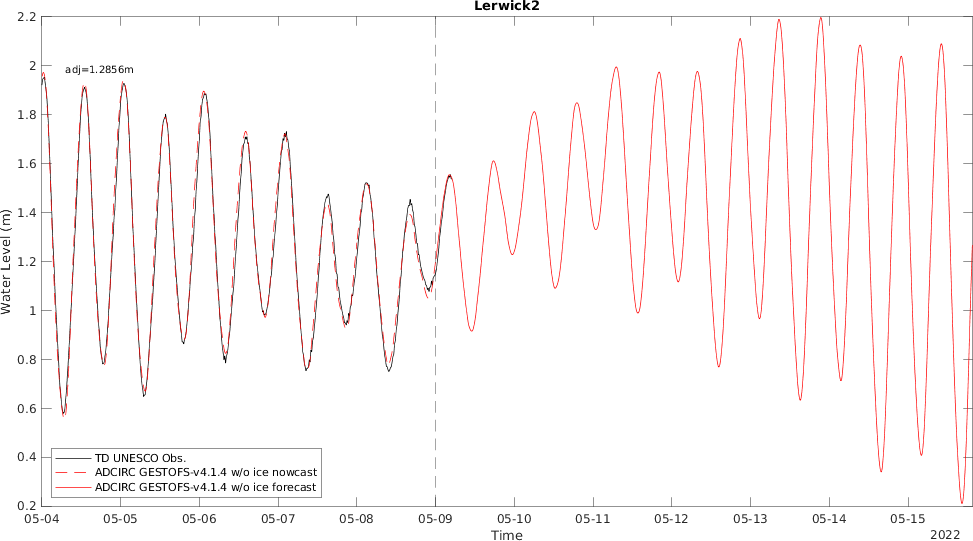 Lerwick2
adj=1.2856m
2.2
2
1.8
1.6
1.4
1.2
1
0.8
0.6
0.4
0.2
Water Level (m)
TD UNESCO Obs.
ADCIRC GESTOFS-v4.1.4 w/o ice nowcast
ADCIRC GESTOFS-v4.1.4 w/o ice forecast
05-04 05-05 05-06 05-07 05-08 05-09 05-10 05-11 05-12 05-13 05-14 05-15
Time
2022